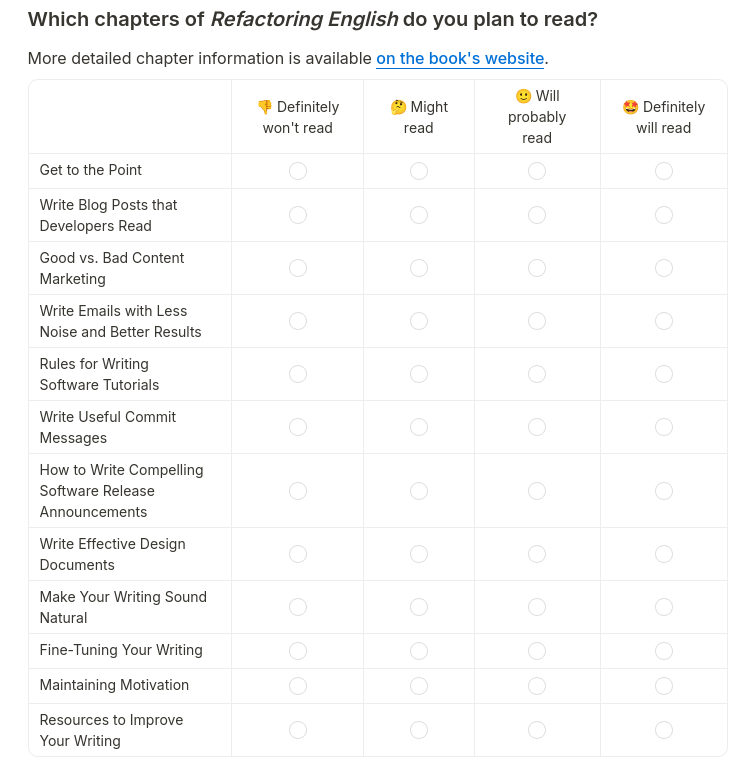 Which chapters of Refactoring English do you plan to read?
More detailed chapter information is available on the book's website.
👎 Definitely won't read
🤔 Might read
🙂 Will probably read
🤩 Definitely will read
Get to the Point
Write Blog Posts that
Developers Read
Good vs. Bad Content
Marketing
Write Emails with Less
Noise and Better Results
Rules for Writing
Software Tutorials
Write Useful Commit
Messages
How to Write Compelling
Software Release
Announcements
Write Effective Design
Documents
Make Your Writing Sound
Natural
Fine-Tuning Your Writing
Maintaining Motivation
Resources to Improve
Your Writing